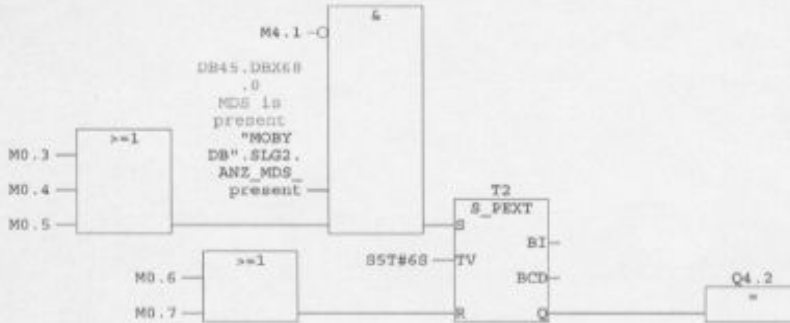 &
M4.1
DB45.DBX68
.0
MDS is
present
"MOBY
DB".SLG2.
ANZ_MDS_
present
>=1
M0.3
M0.4
M0.5
T2
S_PEXT
S
BI
S5T#6S
TV
BCD
R
Q
>=1
M0.6
M0.7
Q4.2
=